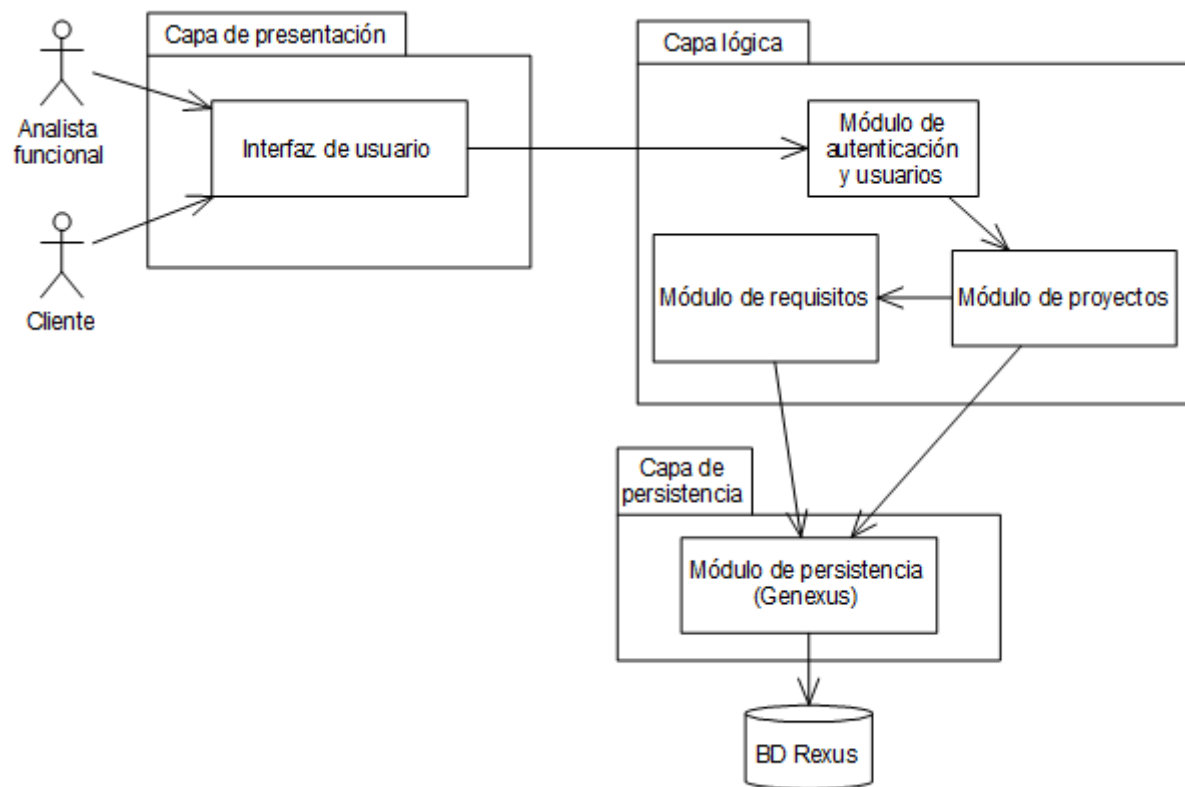 Capa de presentación
Capa lógica
Analista
funcional
Interfaz de usuario
Módulo de
autenticación
y usuarios
Cliente
Módulo de requisitos
Módulo de proyectos
Capa de
persistencia
Módulo de persistencia
(Genexus)
BD Rexus